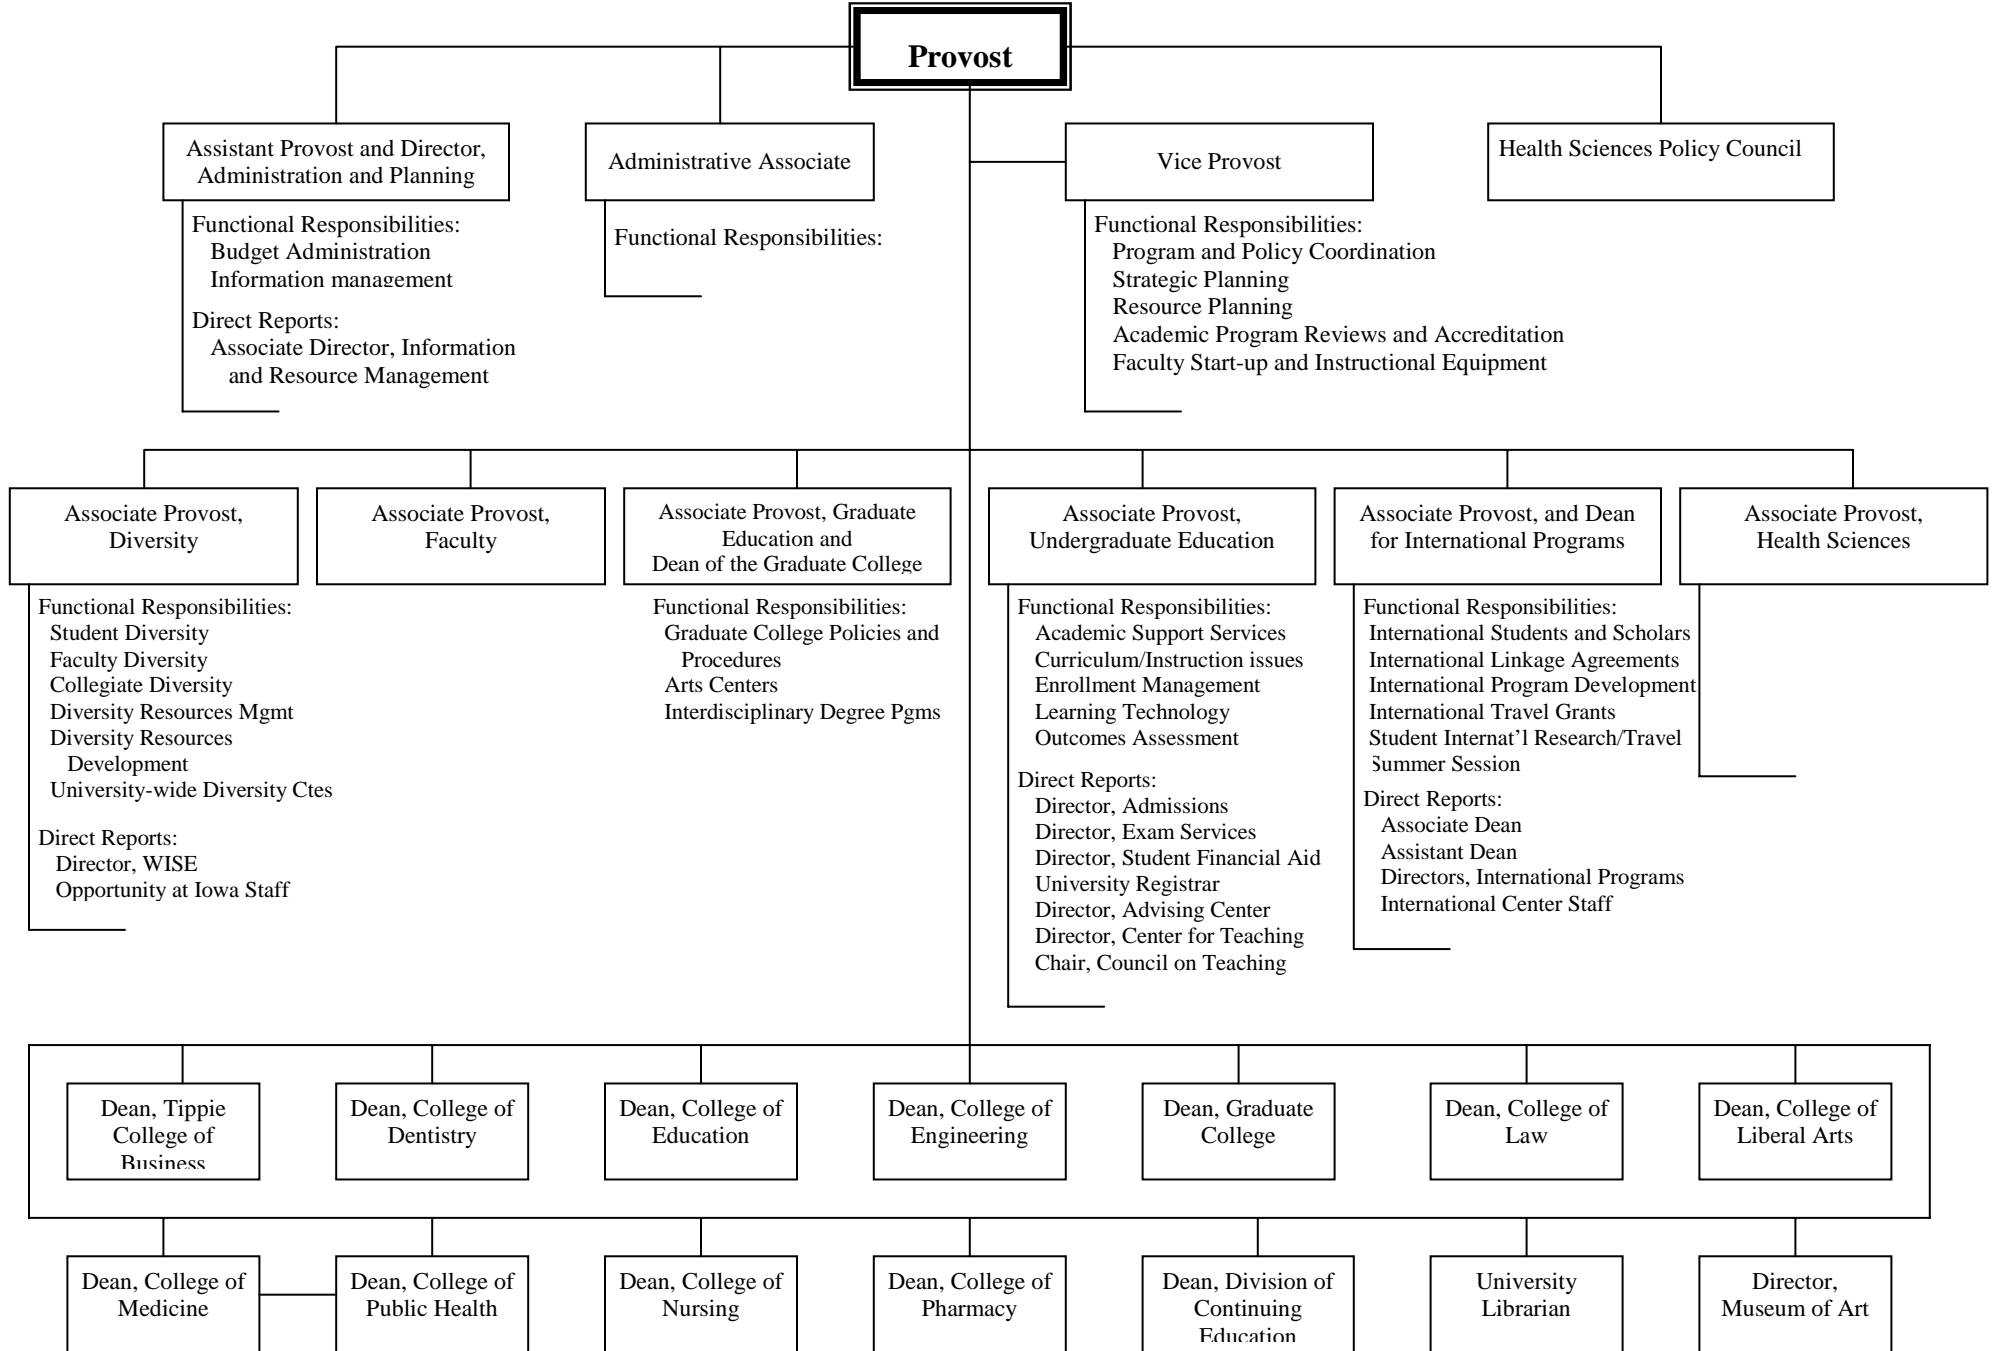 Provost
Assistant Provost and Director,
Administration and Planning
Administrative Associate
Vice Provost
Health Sciences Policy Council
Functional Responsibilities:
Budget Administration
Information management
Direct Reports:
Associate Director, Information
and Resource Management
Functional Responsibilities:
Functional Responsibilities:
Program and Policy Coordination
Strategic Planning
Resource Planning
Academic Program Reviews and Accreditation
Faculty Start-up and Instructional Equipment
Associate Provost,
Diversity
Associate Provost,
Faculty
Associate Provost, Graduate
Education and
Dean of the Graduate College
Associate Provost,
Undergraduate Education
Associate Provost, and Dean
for International Programs
Associate Provost,
Health Sciences
Functional Responsibilities:
Student Diversity
Faculty Diversity
Collegiate Diversity
Diversity Resources Mgmt
Diversity Resources
Development
University-wide Diversity Ctes
Direct Reports:
Director, WISE
Opportunity at Iowa Staff
Functional Responsibilities:
Graduate College Policies and
Procedures
Arts Centers
Interdisciplinary Degree Pgms
Functional Responsibilities:
Academic Support Services
Curriculum/Instruction issues
Enrollment Management
Learning Technology
Outcomes Assessment
Direct Reports:
Director, Admissions
Director, Exam Services
Director, Student Financial Aid
University Registrar
Director, Advising Center
Director, Center for Teaching
Chair, Council on Teaching
Functional Responsibilities:
International Students and Scholars
International Linkage Agreements
International Program Development
International Travel Grants
Student Internat’l Research/Travel
Summer Session
Direct Reports:
Associate Dean
Assistant Dean
Directors, International Programs
International Center Staff
Dean, Tippie
College of
Business
Dean, College of
Dentistry
Dean, College of
Education
Dean, College of
Engineering
Dean, Graduate
College
Dean, College of
Law
Dean, College of
Liberal Arts
Dean, College of
Medicine
Dean, College of
Public Health
Dean, College of
Nursing
Dean, College of
Pharmacy
Dean, Division of
Continuing
Education
University
Librarian
Director,
Museum of Art